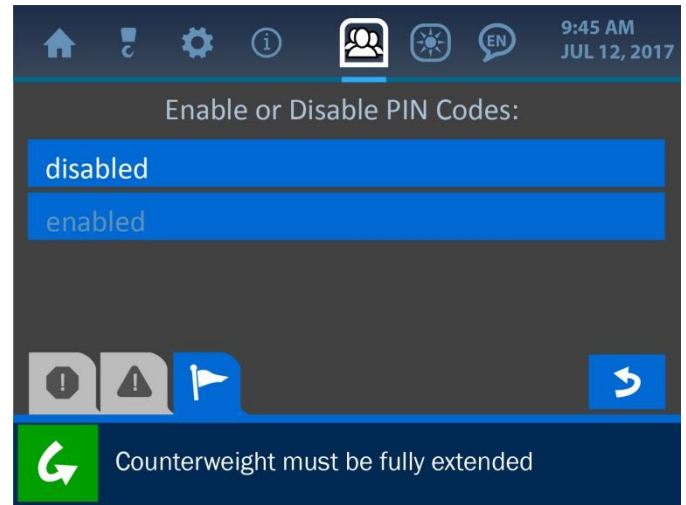 EN
9:45 AM
JUL 12, 2017
Enable or Disable PIN Codes:
disabled
enabled
Counterweight must be fully extended